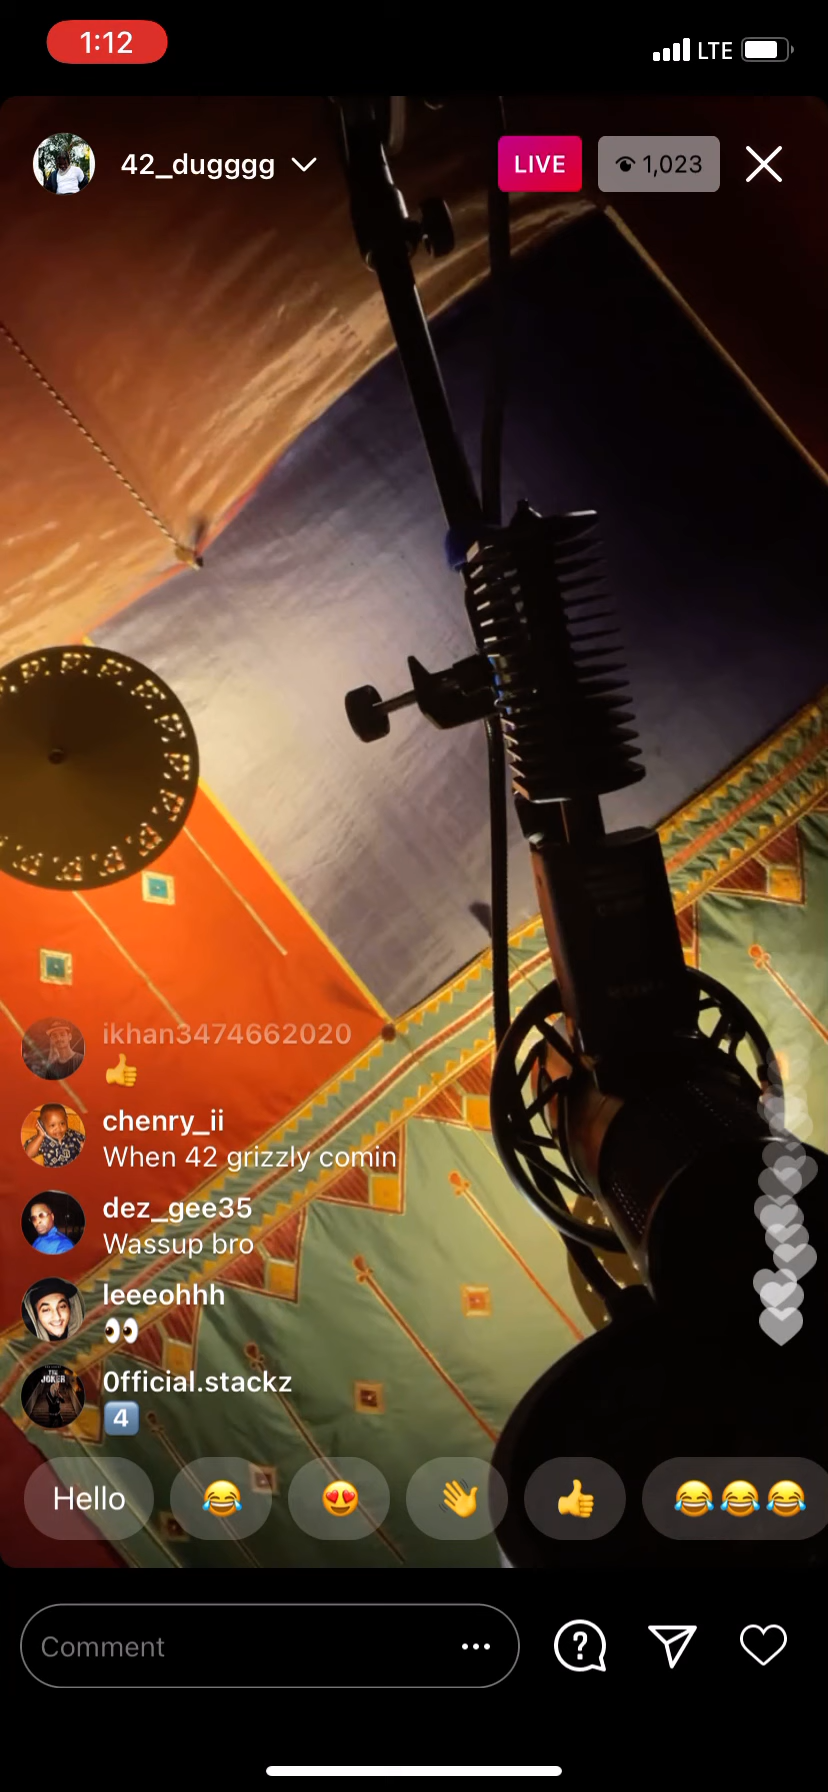 1:12
LTE
42_dugggg
LIVE
1,023
ikhan3474662020
👍
chenry_ii
When 42 grizzly comin
dez_gee35
Wassup bro
leeeohhh
👀
0fficial.stackz
4️⃣
Hello 😂 😍 👋 👍 😂😂😂
Comment